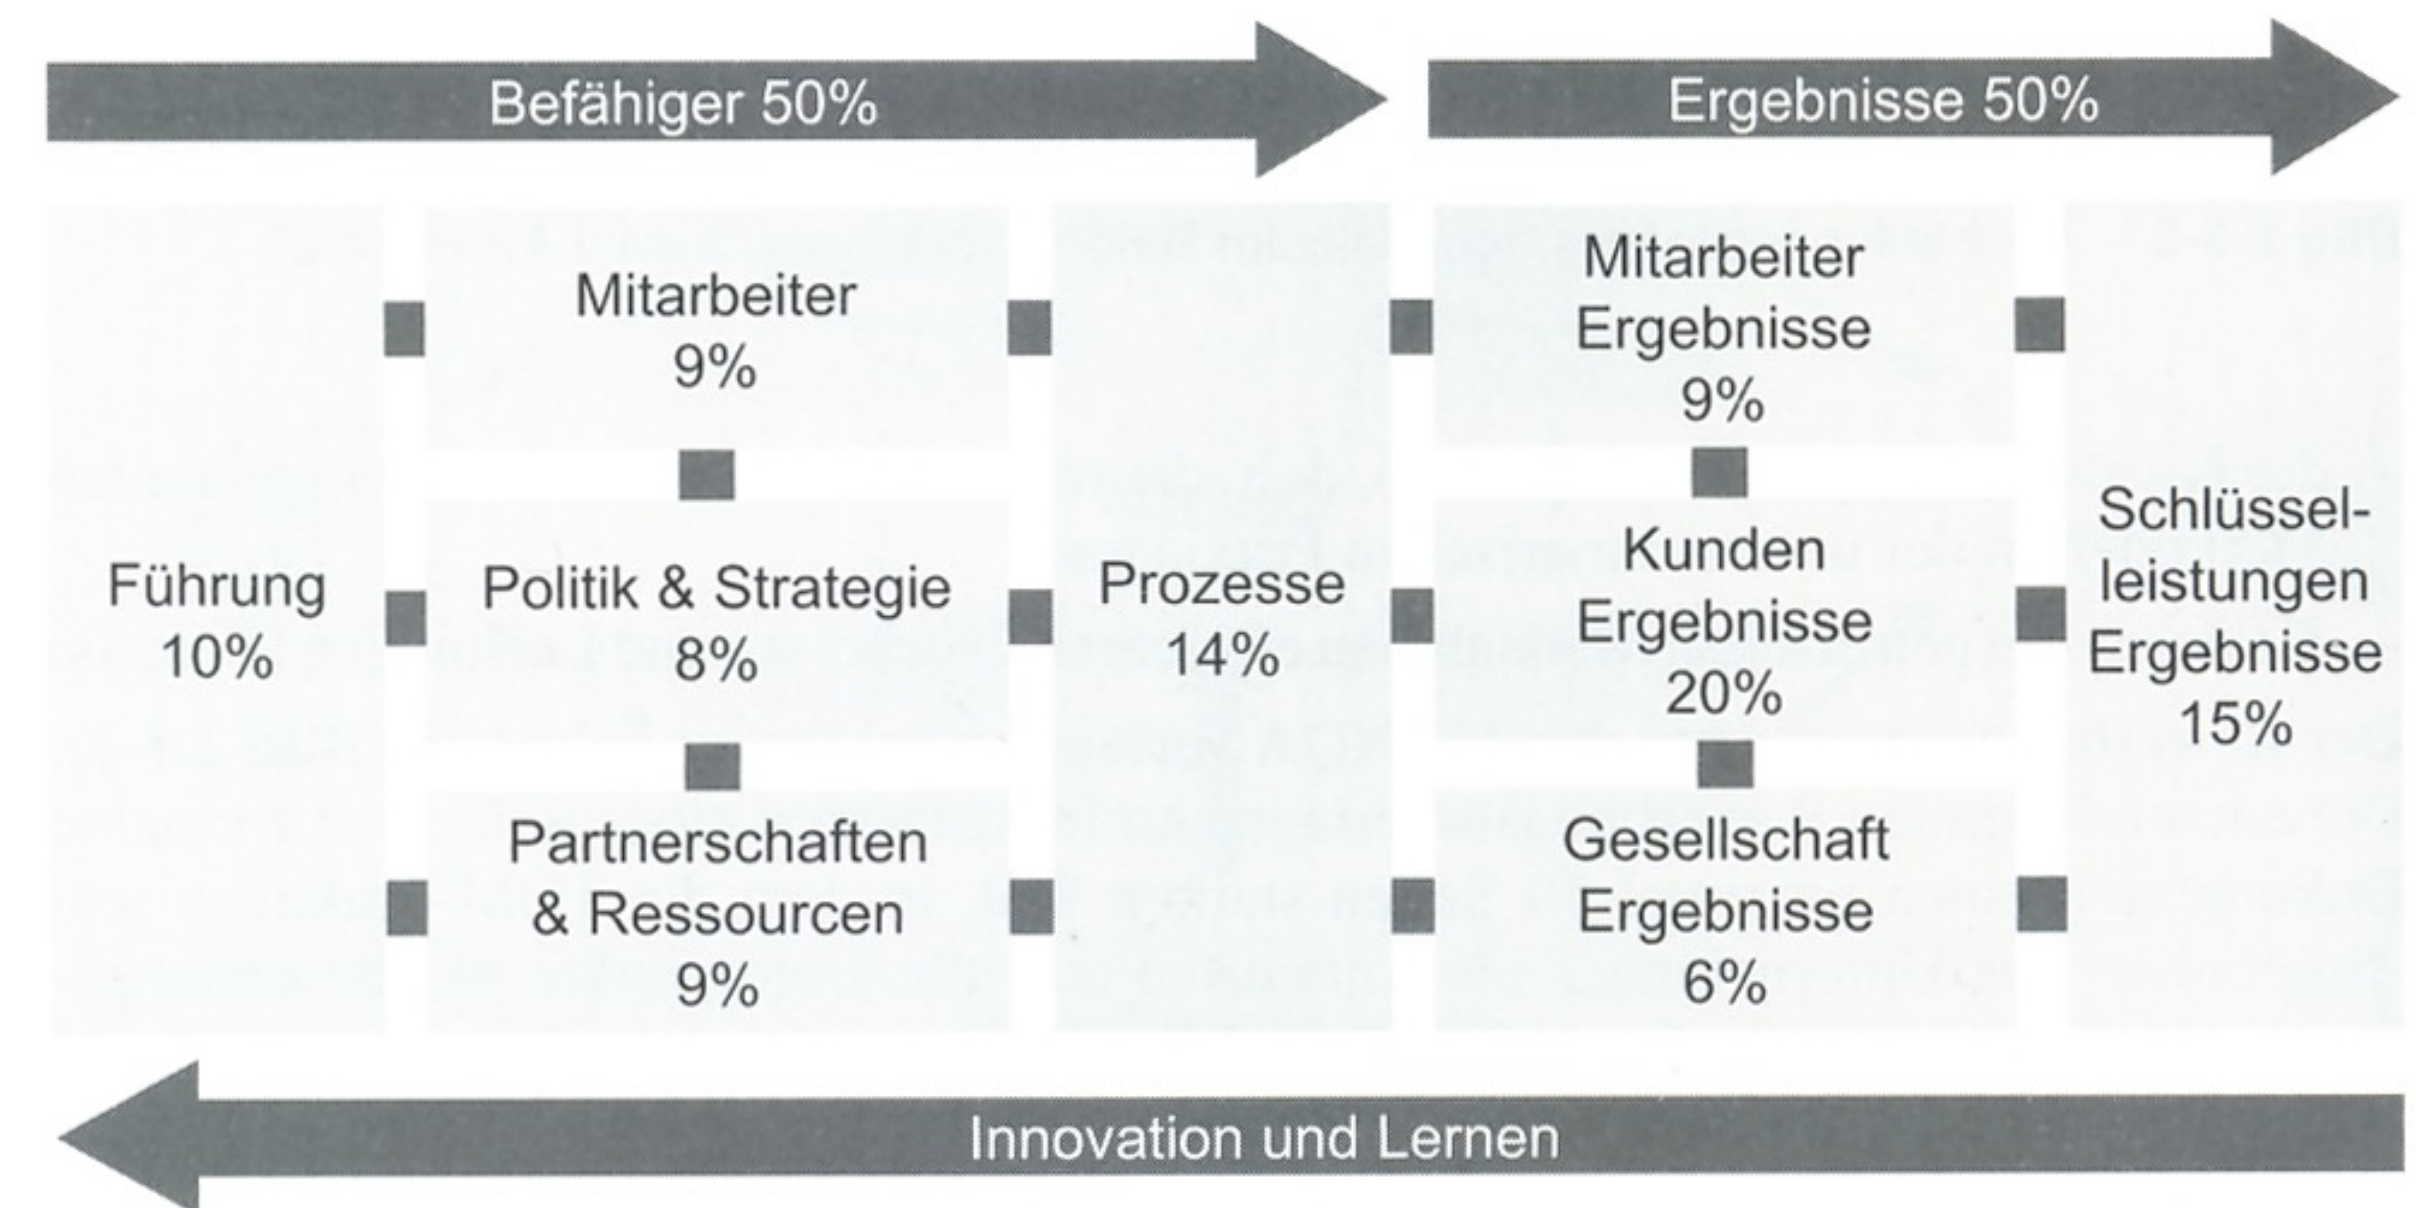 Befähiger 50%
Ergebnisse 50%
Führung
10%
Mitarbeiter
9%
Politik & Strategie
8%
Partnerschaften
& Ressourcen
9%
Prozesse
14%
Mitarbeiter
Ergebnisse
9%
Kunden
Ergebnisse
20%
Gesellschaft
Ergebnisse
6%
Schlüssel-
leistungen
Ergebnisse
15%
Innovation und Lernen